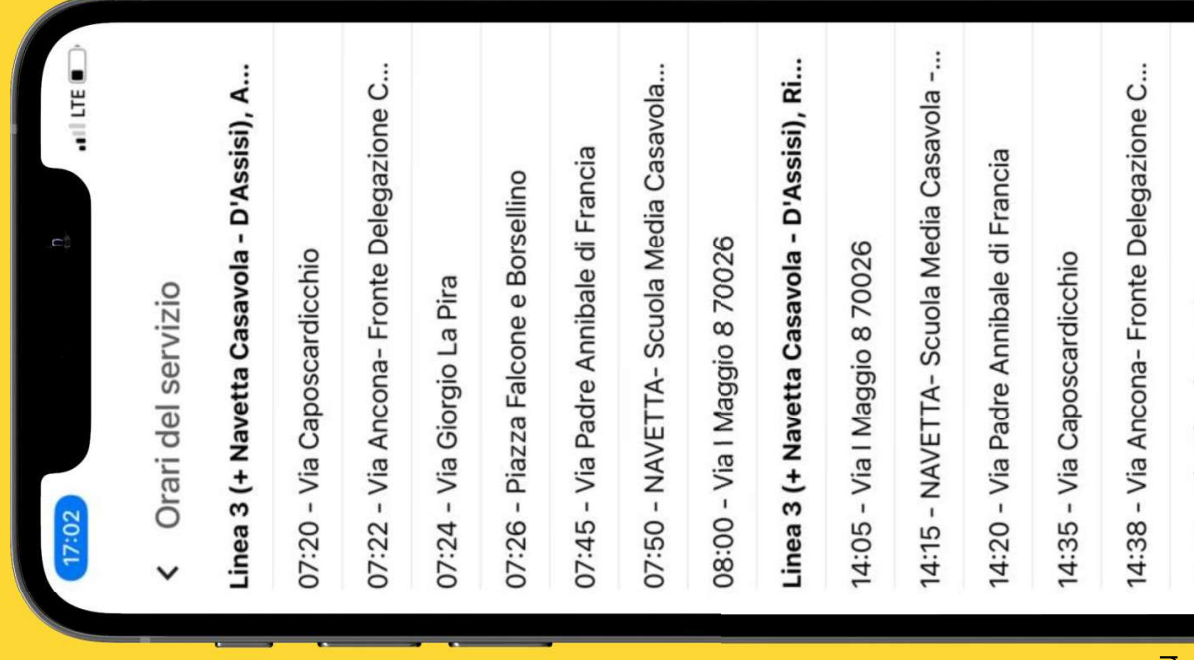 17:02
LTE
Orari del servizio
Linea 3 (+ Navetta Casavola - D'Assisi), A...
07:20 - Via Caposcardicchio
07:22 - Via Ancona- Fronte Delegazione C...
07:24 - Via Giorgio La Pira
07:26 - Piazza Falcone e Borsellino
07:45 - Via Padre Annibale di Francia
07:50 - NAVETTA- Scuola Media Casavola...
08:00 - Via I Maggio 8 70026
Linea 3 (+ Navetta Casavola - D'Assisi), Ri...
14:05 - Via I Maggio 8 70026
14:15 - NAVETTA- Scuola Media Casavola -...
14:20 - Via Padre Annibale di Francia
14:35 - Via Caposcardicchio
14:38 - Via Ancona- Fronte Delegazione C...